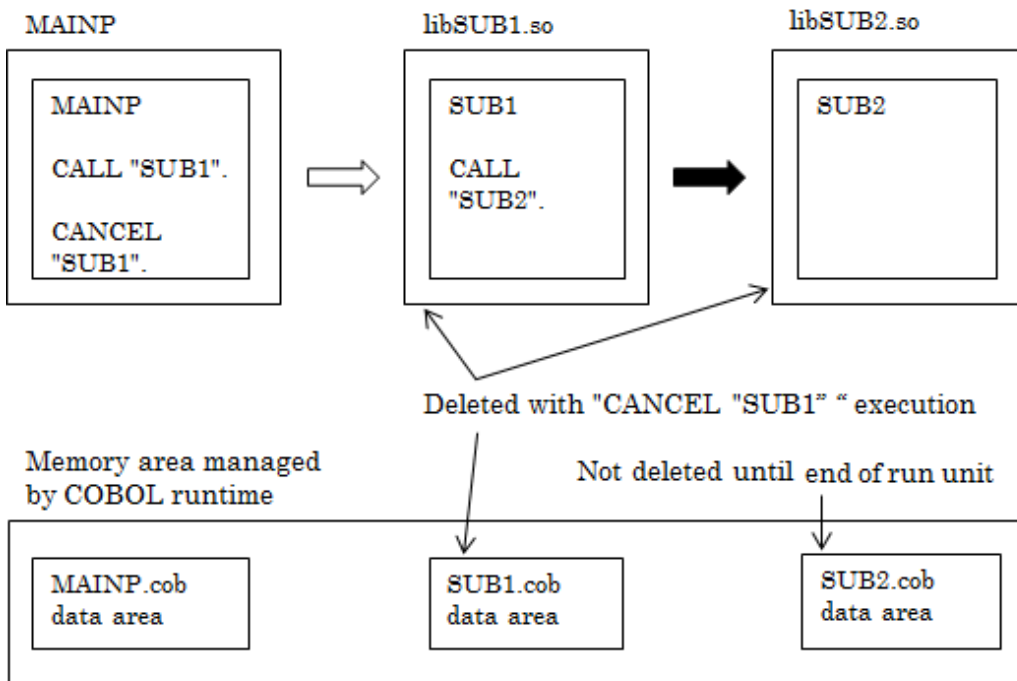 MAINP
libSUB1.so
libSUB2.so
MAINP
CALL "SUB1".
CANCEL
"SUB1".
SUB1
CALL
"SUB2".
SUB2
Deleted with "CANCEL "SUB1” “ execution
Memory area managed
by COBOL runtime
Not deleted until end of run unit
MAINP.cob
data area
SUB1.cob
data area
SUB2.cob
data area